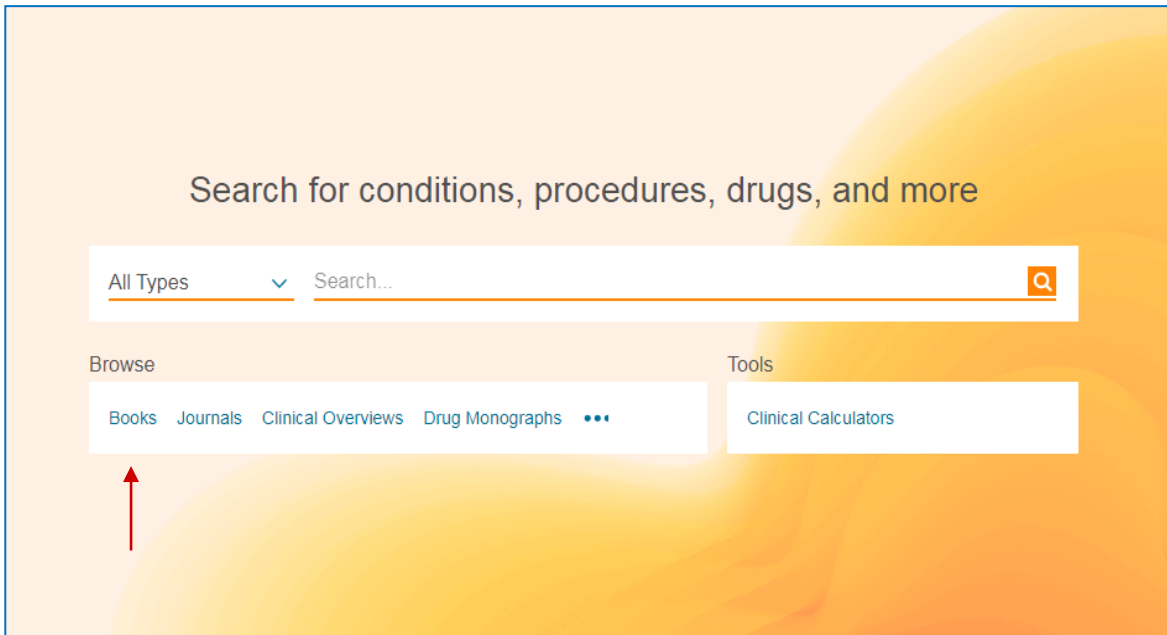 Search for conditions, procedures, drugs, and more
All Types Search...
Browse Tools
Books Journals Clinical Overviews Drug Monographs Clinical Calculators